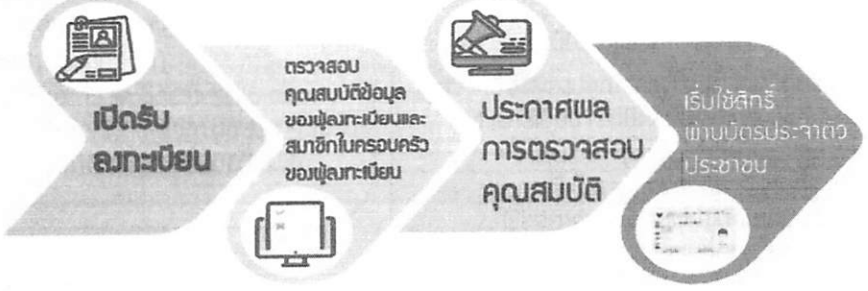 เปิดรับ
ลงทะเบียน
ตรวจสอบ
คุณสมบัติข้อมูล
ของผู้ลงทะเบียนและ
สมาชิกในครอบครัว
ของผู้ลงทะเบียน
ประกาศผล
การตรวจสอบ
คุณสมบัติ
เริ่มใช้สิทธิ์
ผ่านบัตรประจำตัว
ประชาชน